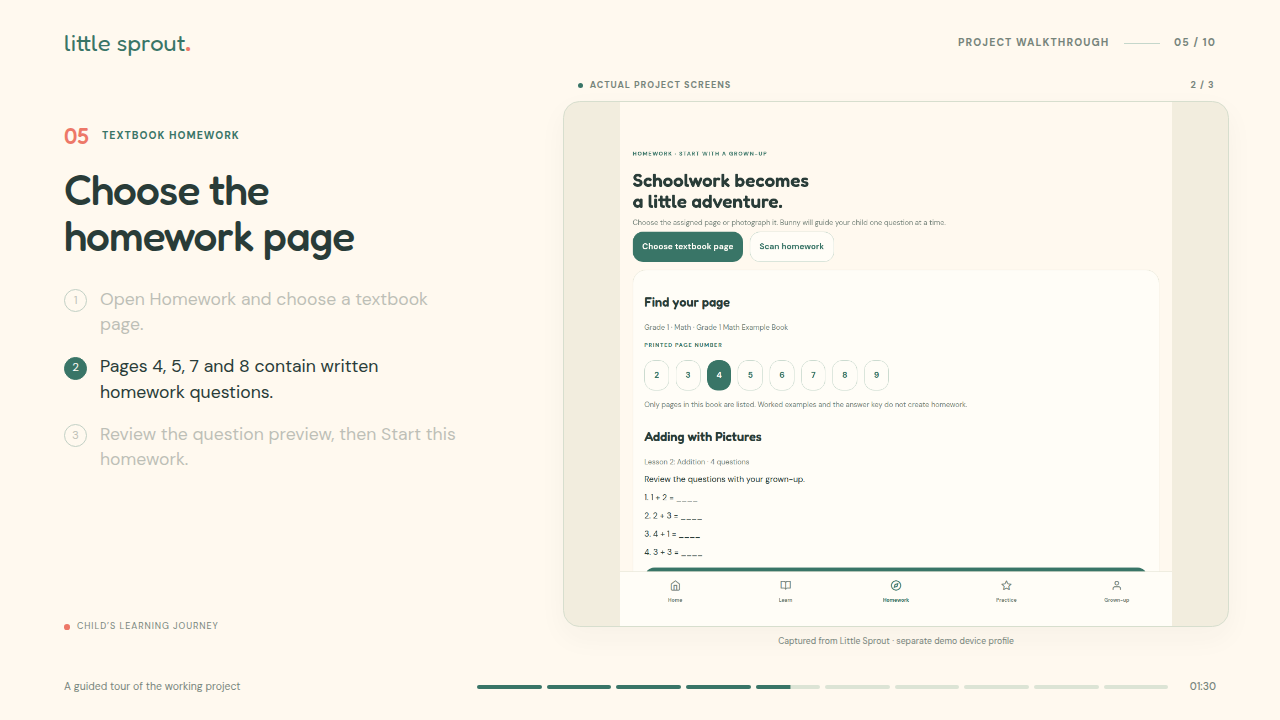 little sprout.
PROJECT WALKTHROUGH
05 / 10
ACTUAL PROJECT SCREENS
2 / 3
05 TEXTBOOK HOMEWORK
Choose the
homework page
1 Open Homework and choose a textbook
page.
2 Pages 4, 5, 7 and 8 contain written
homework questions.
3 Review the question preview, then Start this
homework.
CHILD'S LEARNING JOURNEY
HOMEWORK · START WITH A GROWN-UP
Schoolwork becomes
a little adventure.
Choose the assigned page or photograph it. Bunny will guide your child one question at a time.
Choose textbook page
Scan homework
Find your page
Grade 1 · Math · Grade 1 Math Example Book
PRINTED PAGE NUMBER
2 3 4 5 6 7 8 9
Only pages in this book are listed. Worked examples and the answer key do not create homework.
Adding with Pictures
Lesson 2: Addition · 4 questions
Review the questions with your grown-up.
1. 1 + 2 = ____
2. 2 + 3 = ____
3. 4 + 1 = ____
4. 3 + 3 = ____
Home
Learn
Homework
Practice
Grown-up
Captured from Little Sprout · separate demo device profile
A guided tour of the working project
01:30